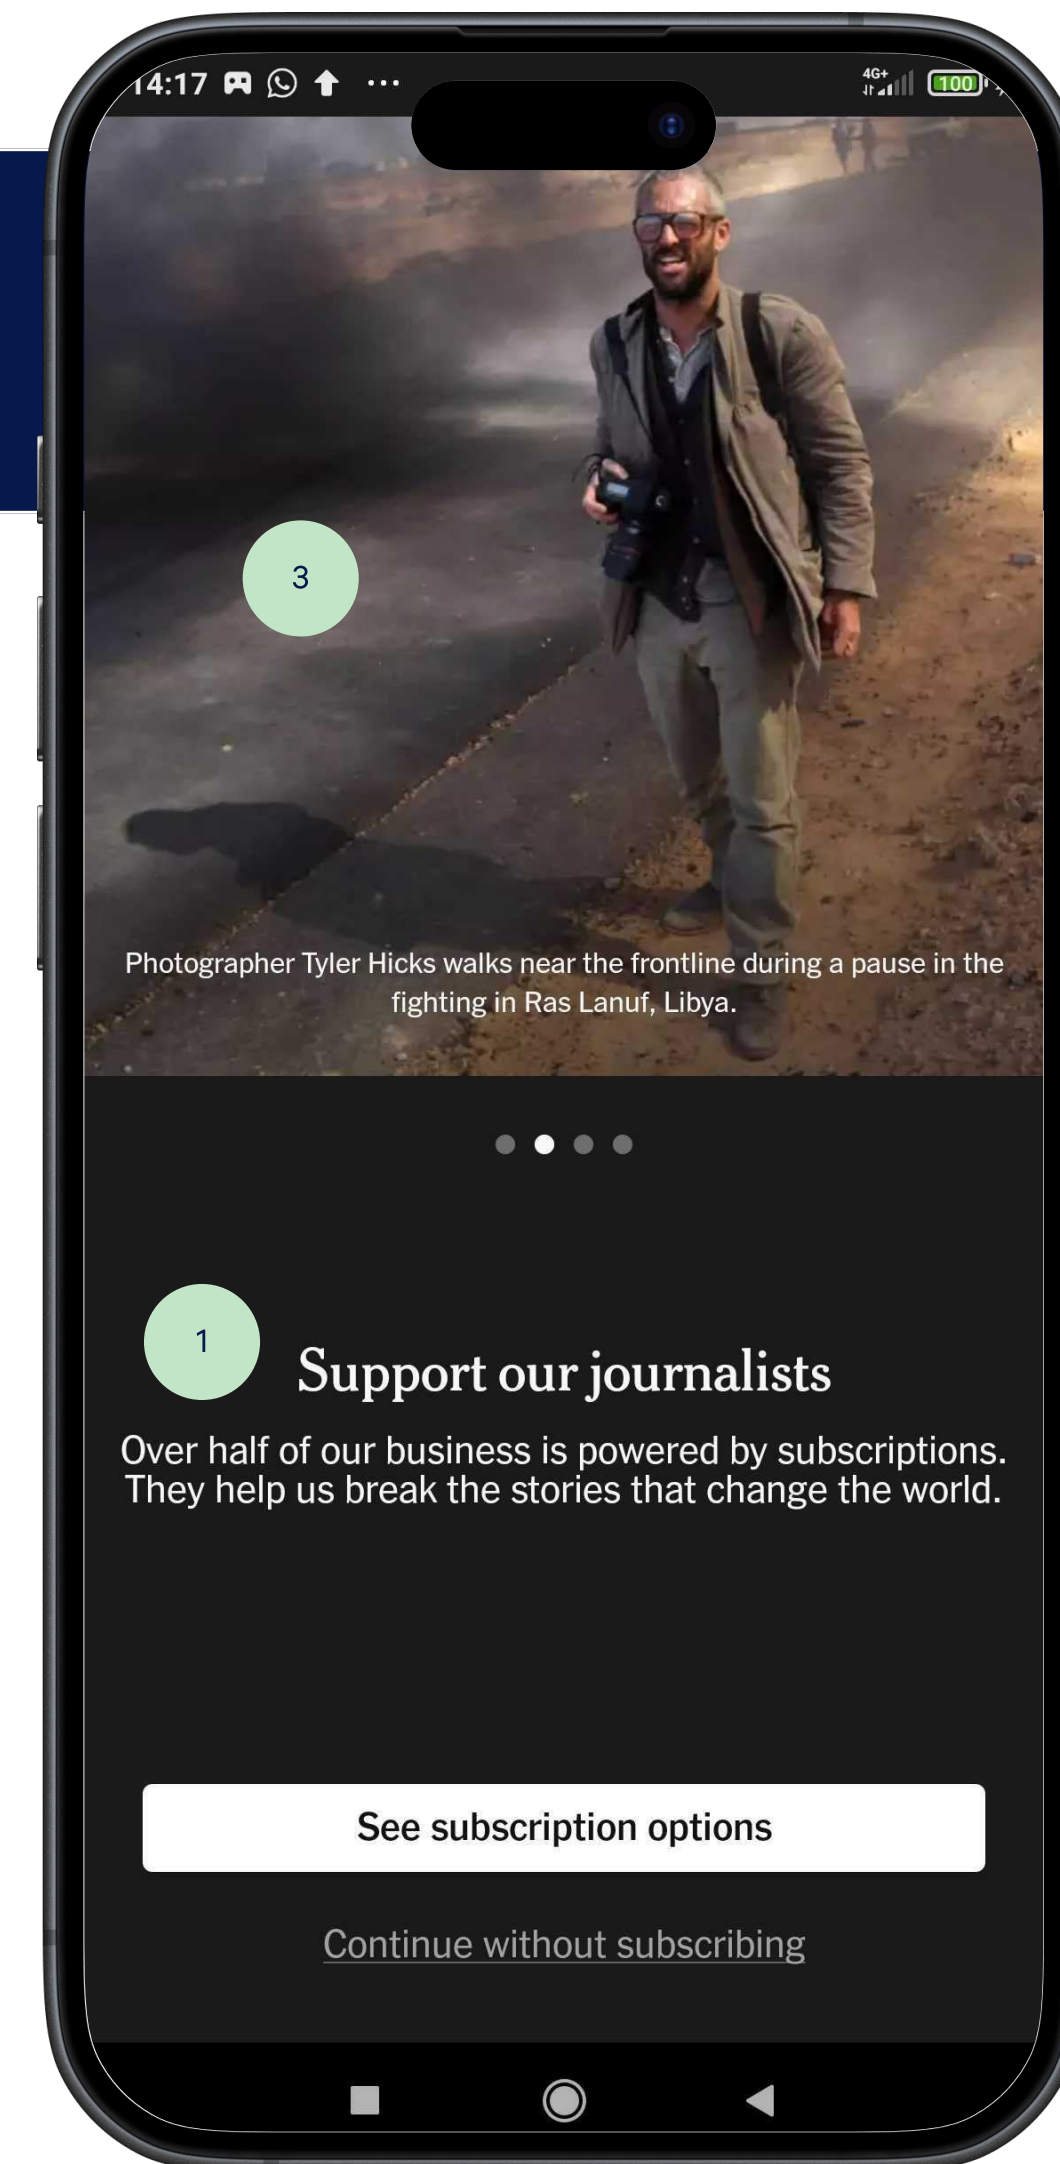 14:17
4G+
100
3
Photographer Tyler Hicks walks near the frontline during a pause in the
fighting in Ras Lanuf, Libya.
1
Support our journalists
Over half of our business is powered by subscriptions.
They help us break the stories that change the world.
See subscription options
Continue without subscribing